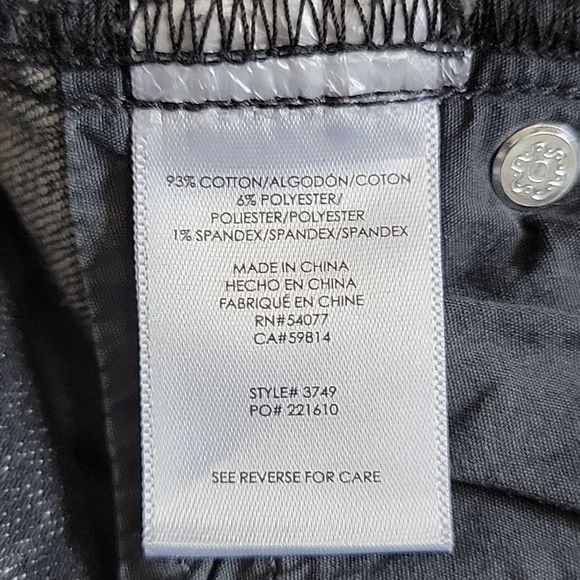 93% COTTON/ALGODÓN/COTON
6% POLYESTER/
POLIESTER/POLYESTER
1% SPANDEX/SPANDEX/SPANDEX
MADE IN CHINA
HECHO EN CHINA
FABRIQUÉ EN CHINE
RN#54077
CA#59814
STYLE# 3749
PO# 221610
SEE REVERSE FOR CARE